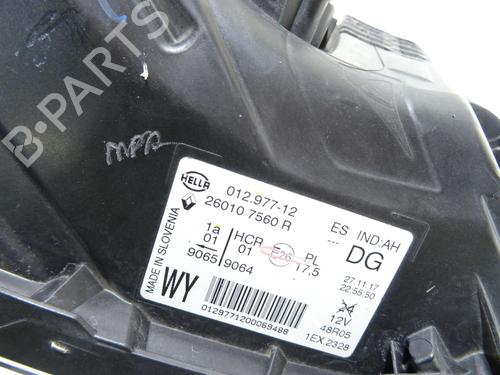 B-PARTS
MPR
HELLA
012.977-12
26010 7560 R
MADE IN SLOVENIA
1a
01
9065
HCR
01
9064
E26
PL
17,5
WY
0129771200069488
ES IND:AH
--- DG
27.11.17
22:55:50
12V
48R05
1EX.2328